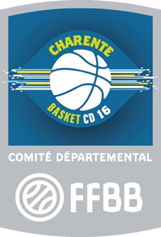 CHARENTE
BASKET CD 16
COMITÉ DÉPARTEMENTAL
FFBB